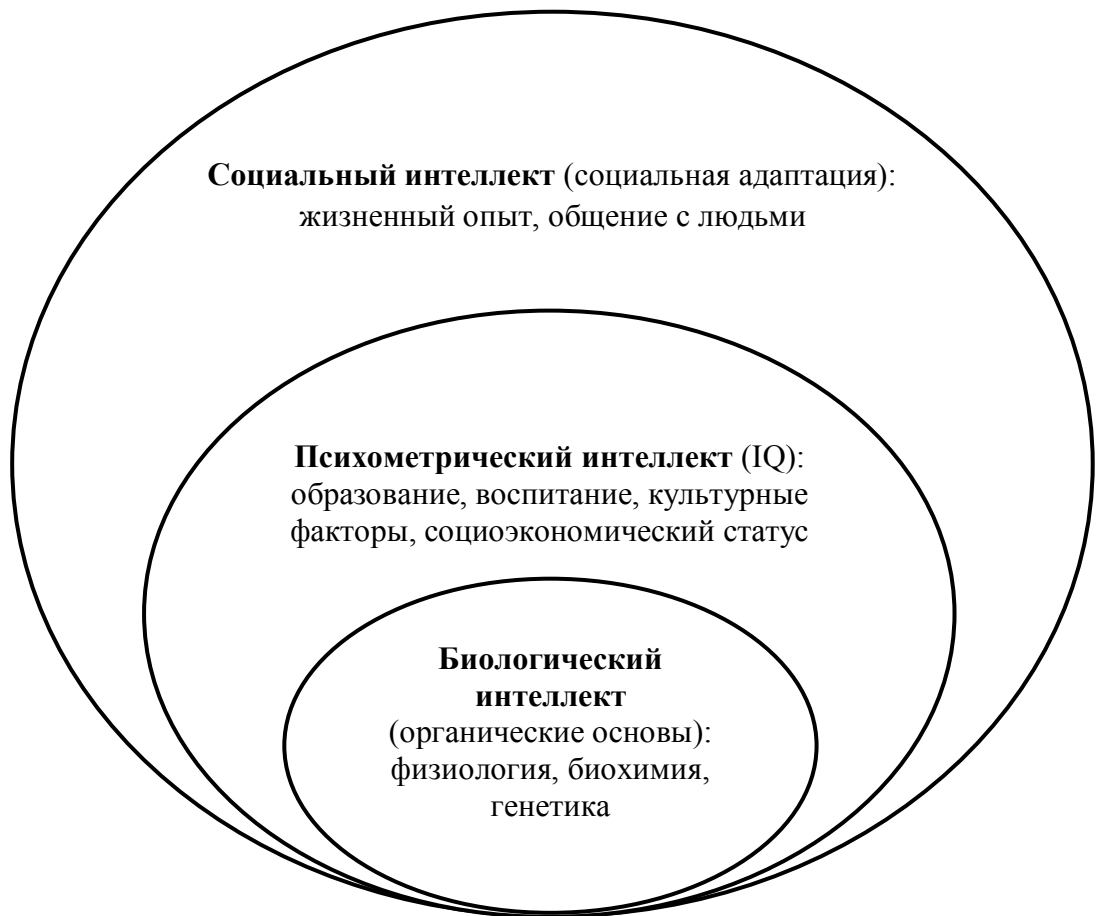 Социальный интеллект (социальная адаптация):
жизненный опыт, общение с людьми
Психометрический интеллект (IQ):
образование, воспитание, культурные
факторы, социоэкономический статус
Биологический
интеллект
(органические основы):
физиология, биохимия,
генетика